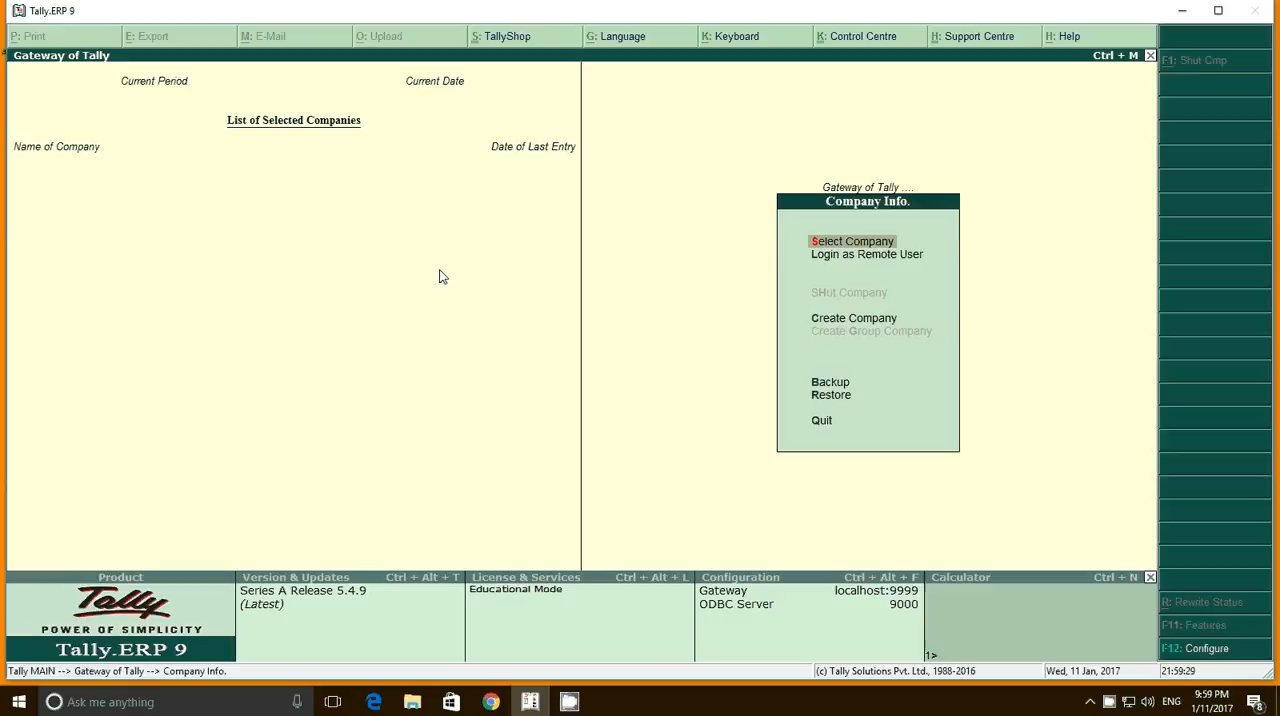 Tally.ERP 9
P: Print
E: Export
M: E-Mail
O: Upload
S: TallyShop
G: Language
K: Keyboard
K: Control Centre
H: Support Centre
H: Help
Gateway of Tally
Ctrl + M
F1: Shut Cmp
Current Period
Current Date
List of Selected Companies
Name of Company
Date of Last Entry
Gateway of Tally ....
Company Info.
Select Company
Login as Remote User
SHut Company
Create Company
Create Group Company
Backup
Restore
Quit
Product
Version & Updates
Ctrl + Alt + T
License & Services
Ctrl + Alt + L
Configuration
Ctrl + Alt + F
Calculator
Ctrl + N
Tally
POWER OF SIMPLICITY
Tally.ERP 9
Series A Release 5.4.9
(Latest)
Educational Mode
Gateway
localhost:9999
ODBC Server
9000
1>
R: Rewrite Status
F11: Features
F12: Configure
Tally MAIN --> Gateway of Tally --> Company Info.
(c) Tally Solutions Pvt. Ltd., 1988-2016
Wed, 11 Jan, 2017
21:59:29
Ask me anything
ENG
9:59 PM
1/11/2017
8